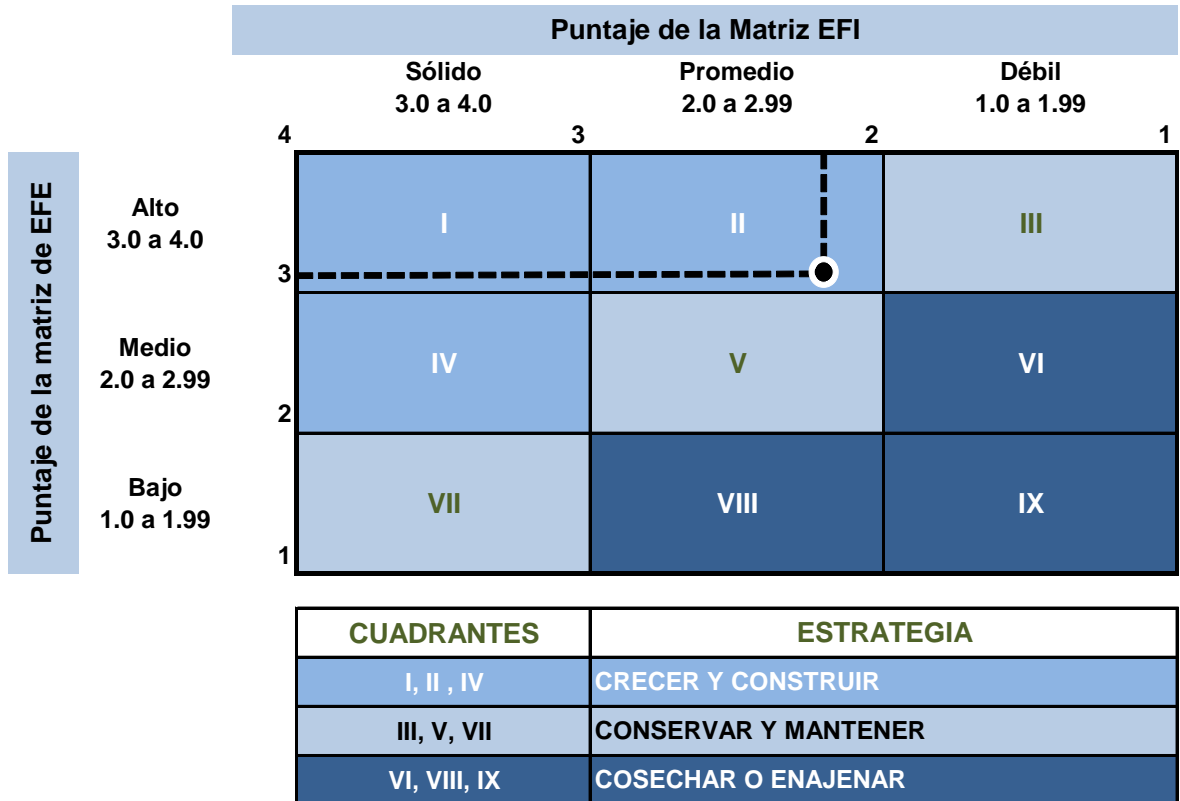 Puntaje de la Matriz EFI
Sólido Promedio Débil
3.0 a 4.0 2.0 a 2.99 1.0 a 1.99
4 3 2 1
Puntaje de la matriz de EFE
Alto
3.0 a 4.0
I II III
3
Medio
2.0 a 2.99
IV V VI
2
Bajo
1.0 a 1.99
VII VIII IX
1
CUADRANTES ESTRATEGIA
I, II , IV CRECER Y CONSTRUIR
III, V, VII CONSERVAR Y MANTENER
VI, VIII, IX COSECHAR O ENAJENAR